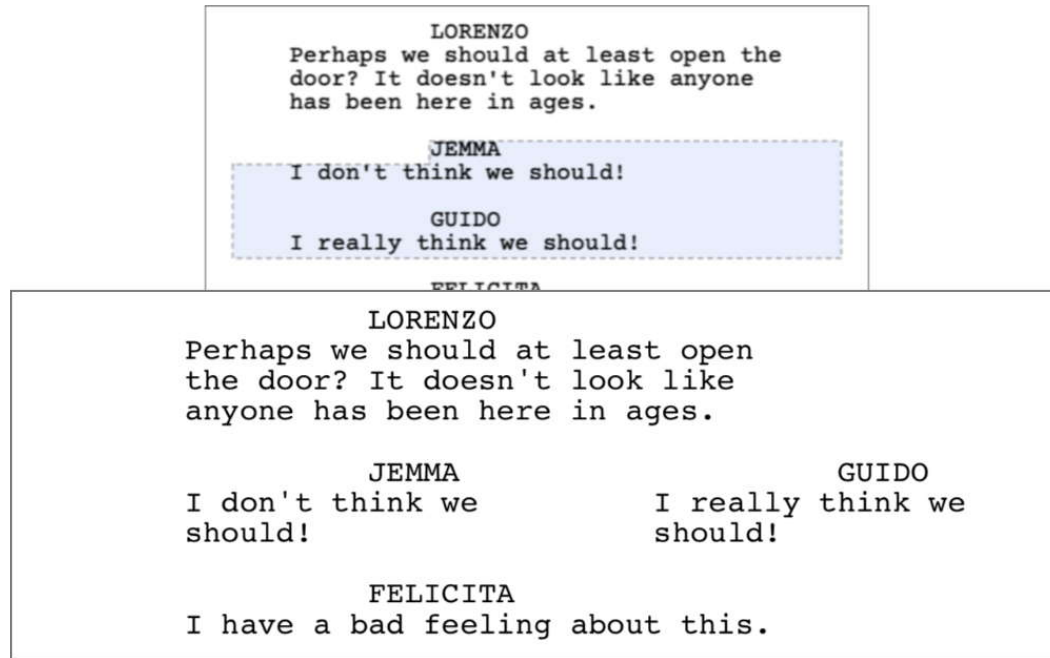 LORENZO
Perhaps we should at least open the
door? It doesn't look like anyone
has been here in ages.
JEMMA
I don't think we should!
GUIDO
I really think we should!
FELICITA
LORENZO
Perhaps we should at least open
the door? It doesn't look like
anyone has been here in ages.
JEMMA
I don't think we
should!
GUIDO
I really think we
should!
FELICITA
I have a bad feeling about this.